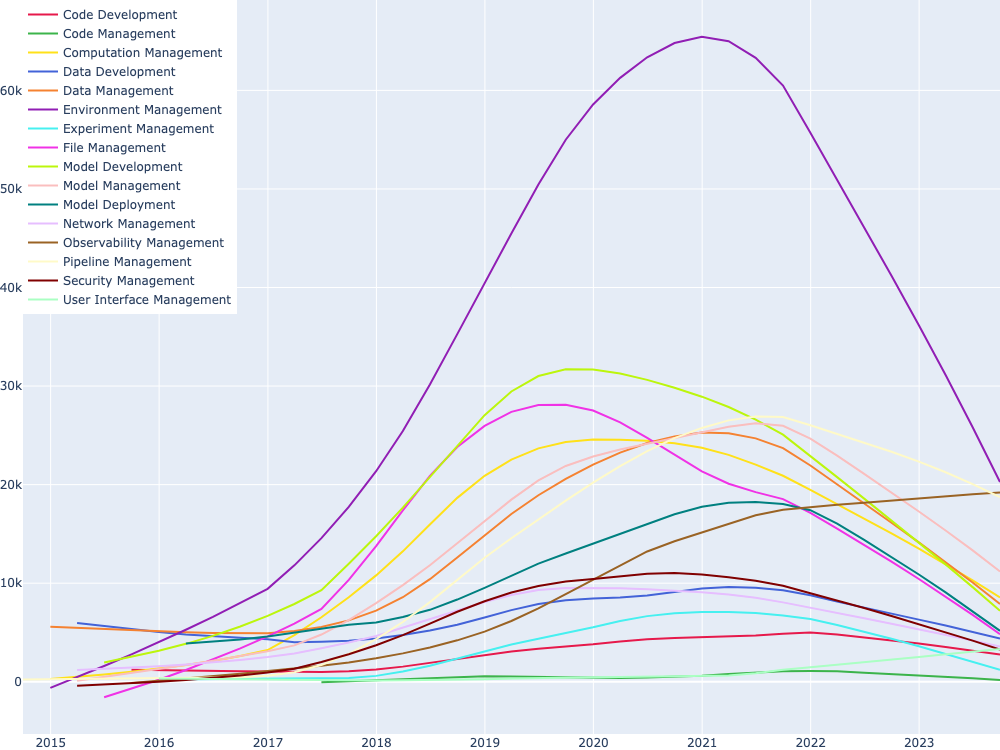 Code Development
Code Management
Computation Management
Data Development
Data Management
Environment Management
Experiment Management
File Management
Model Development
Model Management
Model Deployment
Network Management
Observability Management
Pipeline Management
Security Management
User Interface Management
60k
50k
40k
30k
20k
10k
0
2015 2016 2017 2018 2019 2020 2021 2022 2023